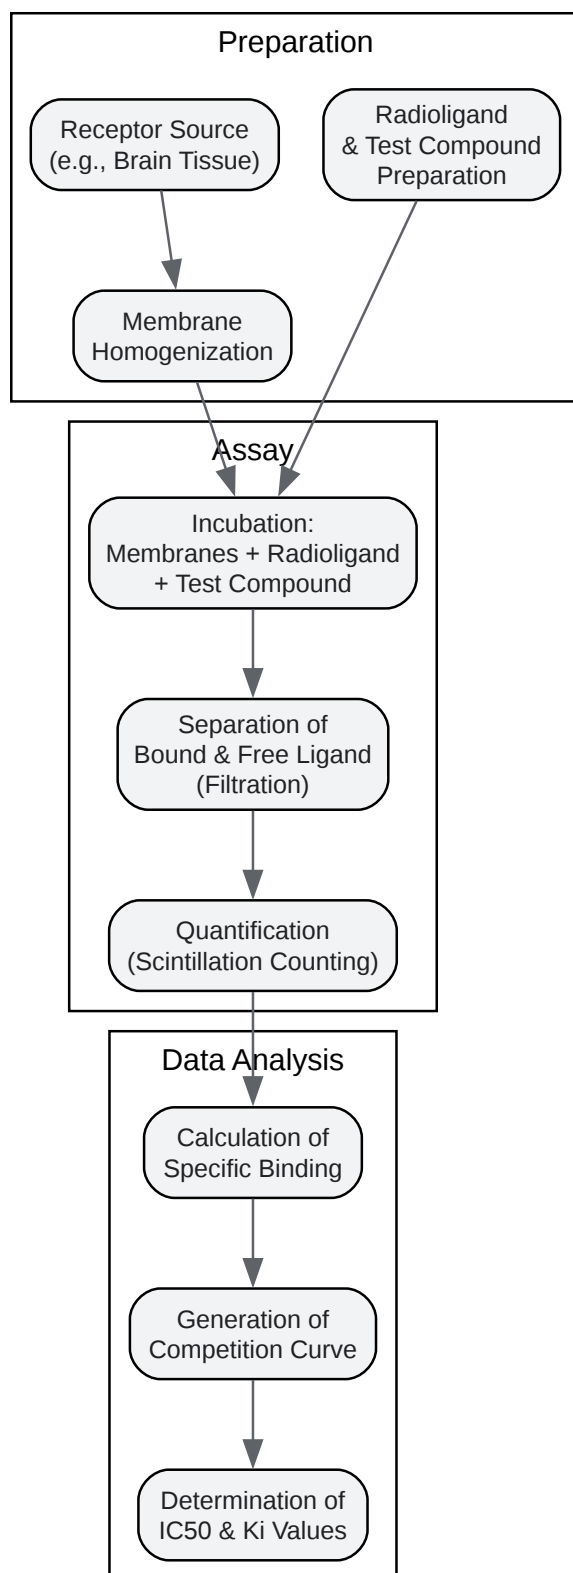 Preparation
Receptor Source
(e.g., Brain Tissue)
Radioligand
& Test Compound
Preparation
Membrane
Homogenization
Assay
Incubation:
Membranes + Radioligand
+ Test Compound
Separation of
Bound & Free Ligand
(Filtration)
Quantification
(Scintillation Counting)
Data Analysis
Calculation of
Specific Binding
Generation of
Competition Curve
Determination of
IC50 & Ki Values